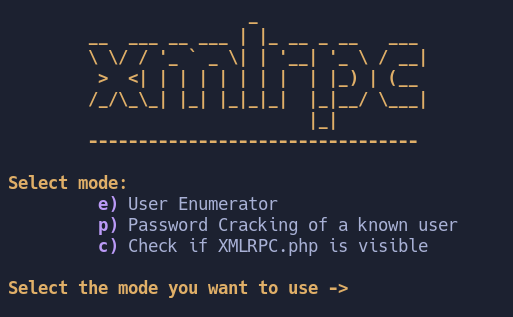 xmlrpc
---------------------------------
Select mode:
e) User Enumerator
p) Password Cracking of a known user
c) Check if XMLRPC.php is visible
Select the mode you want to use ->